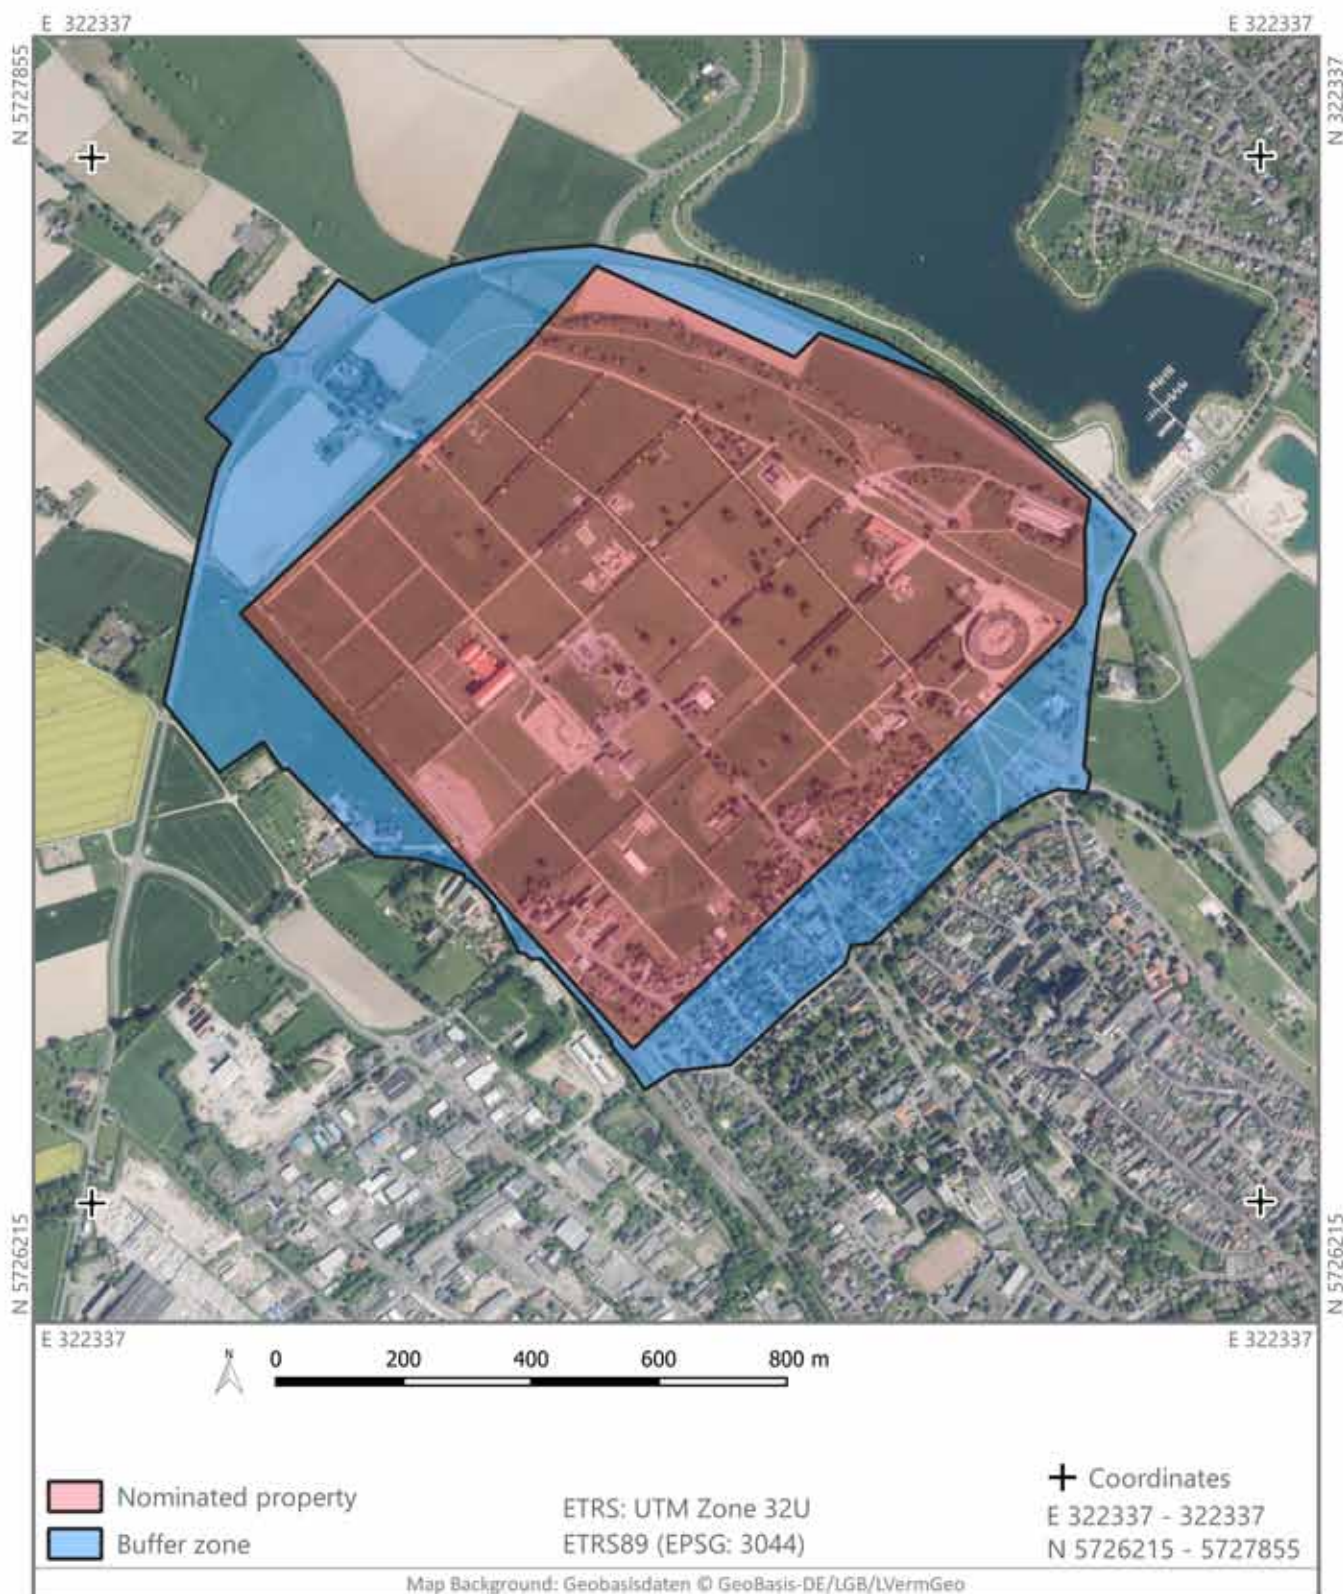 E 322337
E 322337
N 5727855
N 322337
N 5726215
N 5726215
E 322337
E 322337
N
0 200 400 600 800 m
Nominated property
Buffer zone
ETRS: UTM Zone 32U
ETRS89 (EPSG: 3044)
Coordinates
E 322337 - 322337
N 5726215 - 5727855
Map Background: Geobasisdaten © GeoBasis-DE/LGB/LVermGeo